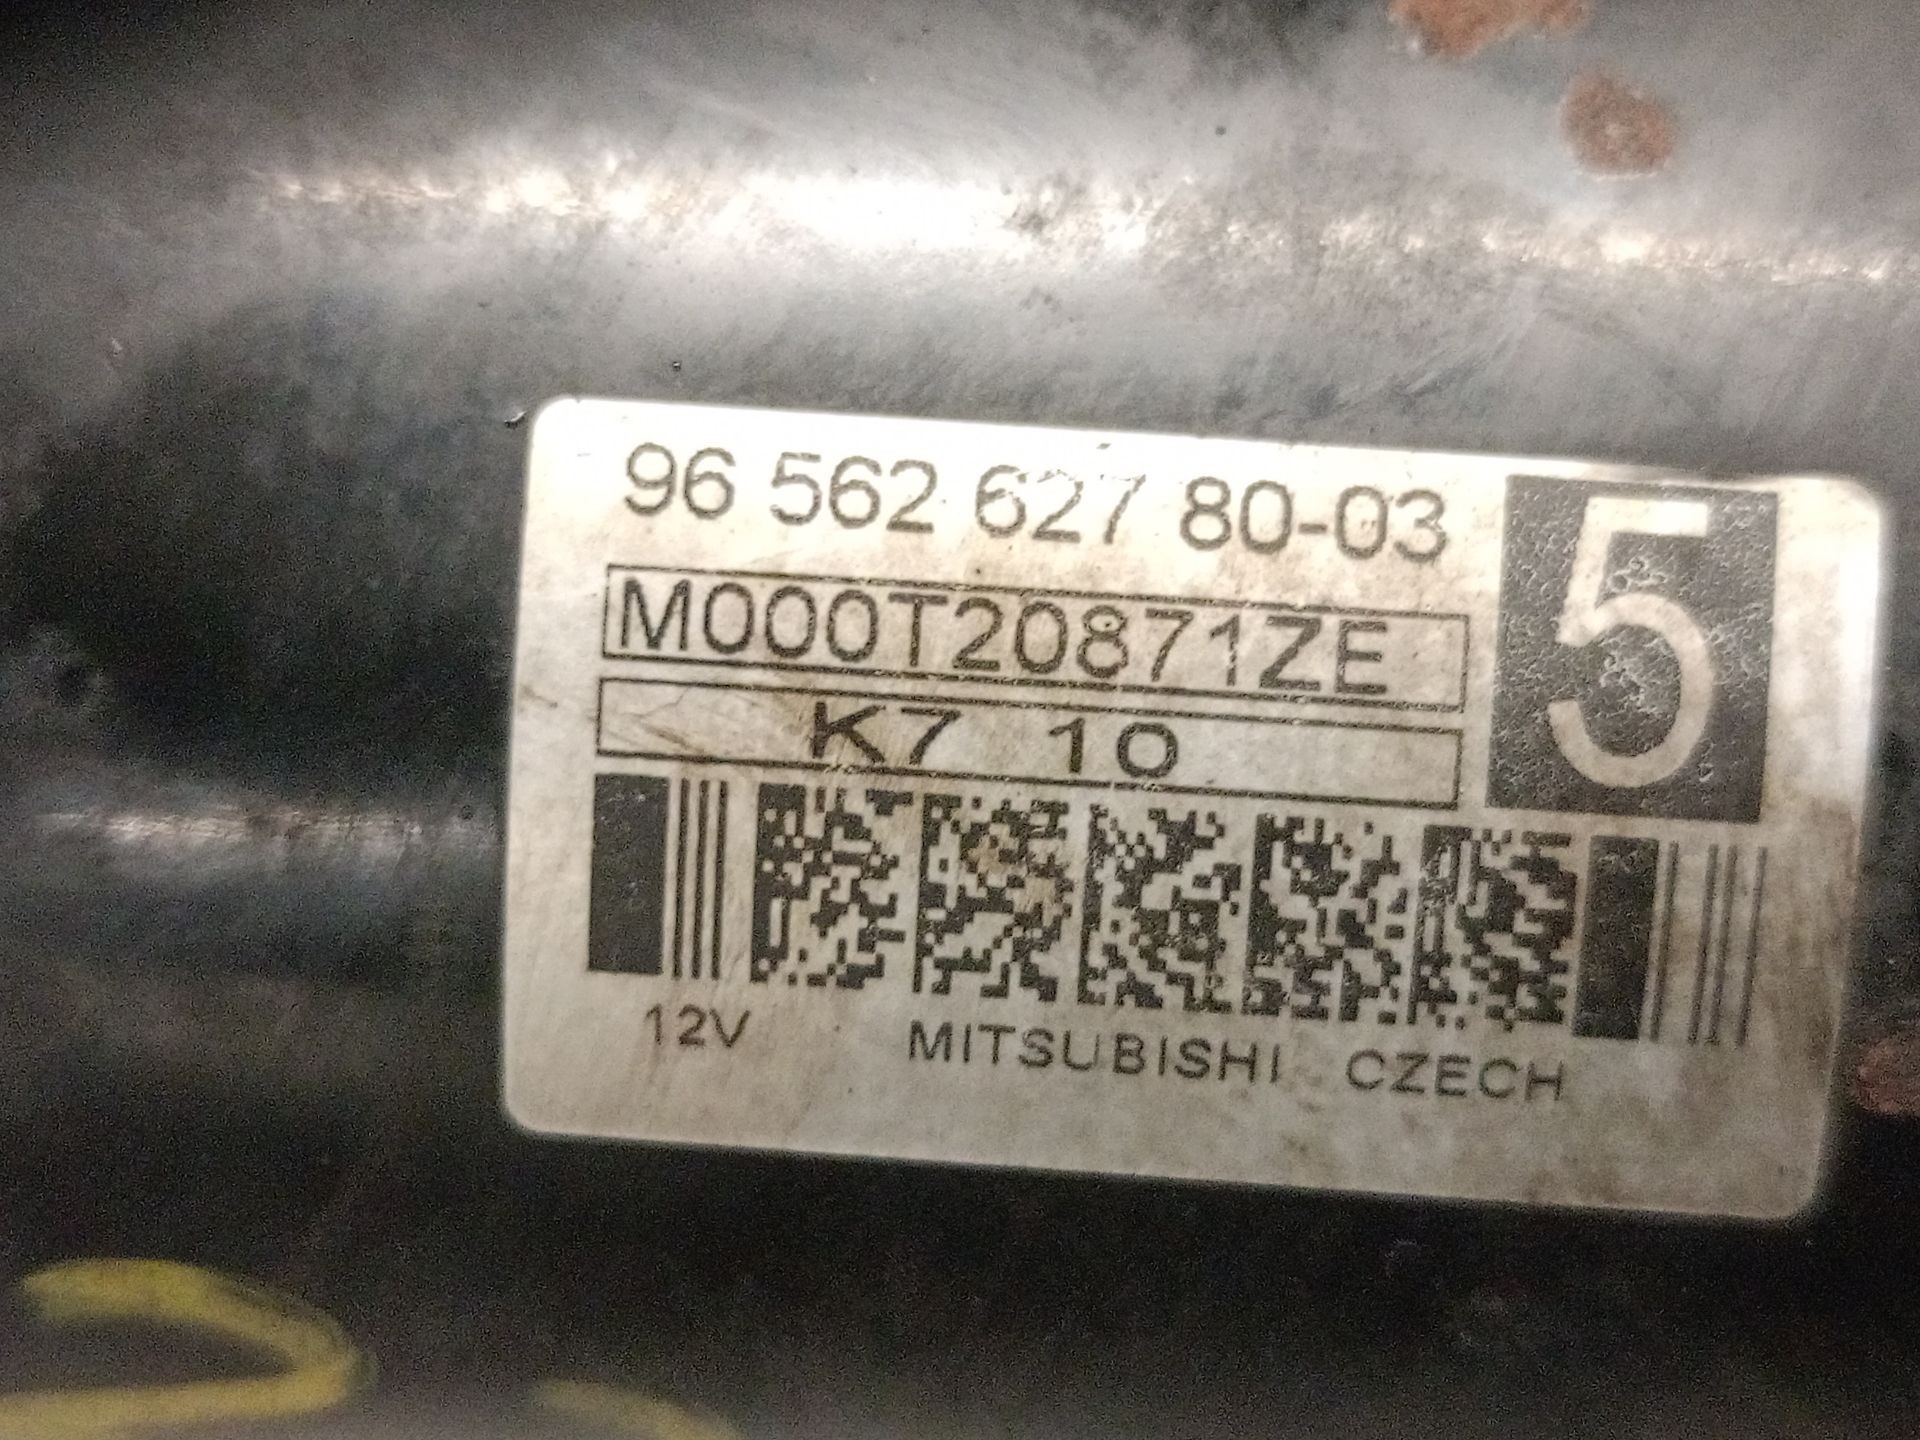 96 562 627 80-03
5
M000T20871ZE
K7 10
12V MITSUBISHI CZECH